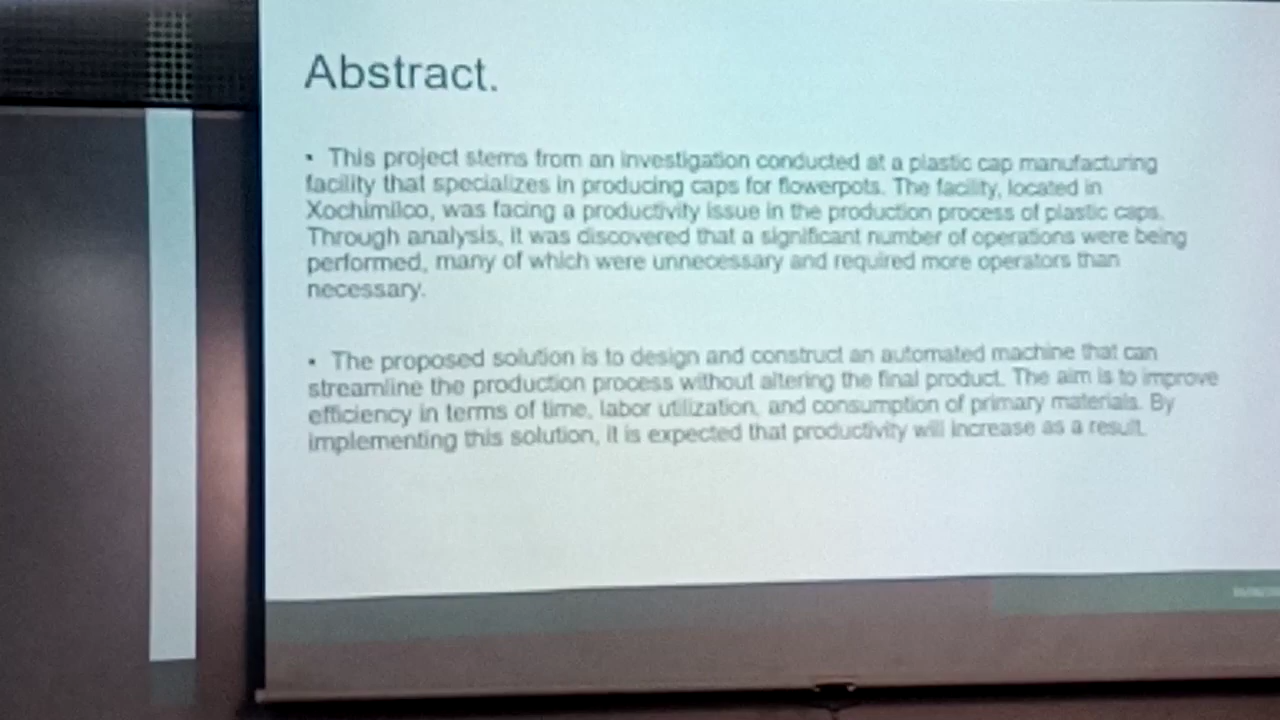 Abstract.
• This project stems from an investigation conducted at a plastic cap manufacturing
facility that specializes in producing caps for flowerpots. The facility, located in
Xochimilco, was facing a productivity issue in the production process of plastic caps.
Through analysis, it was discovered that a significant number of operations were being
performed, many of which were unnecessary and required more operators than
necessary.
• The proposed solution is to design and construct an automated machine that can
streamline the production process without altering the final product. The aim is to improve
efficiency in terms of time, labor utilization, and consumption of primary materials. By
implementing this solution, it is expected that productivity will increase as a result.